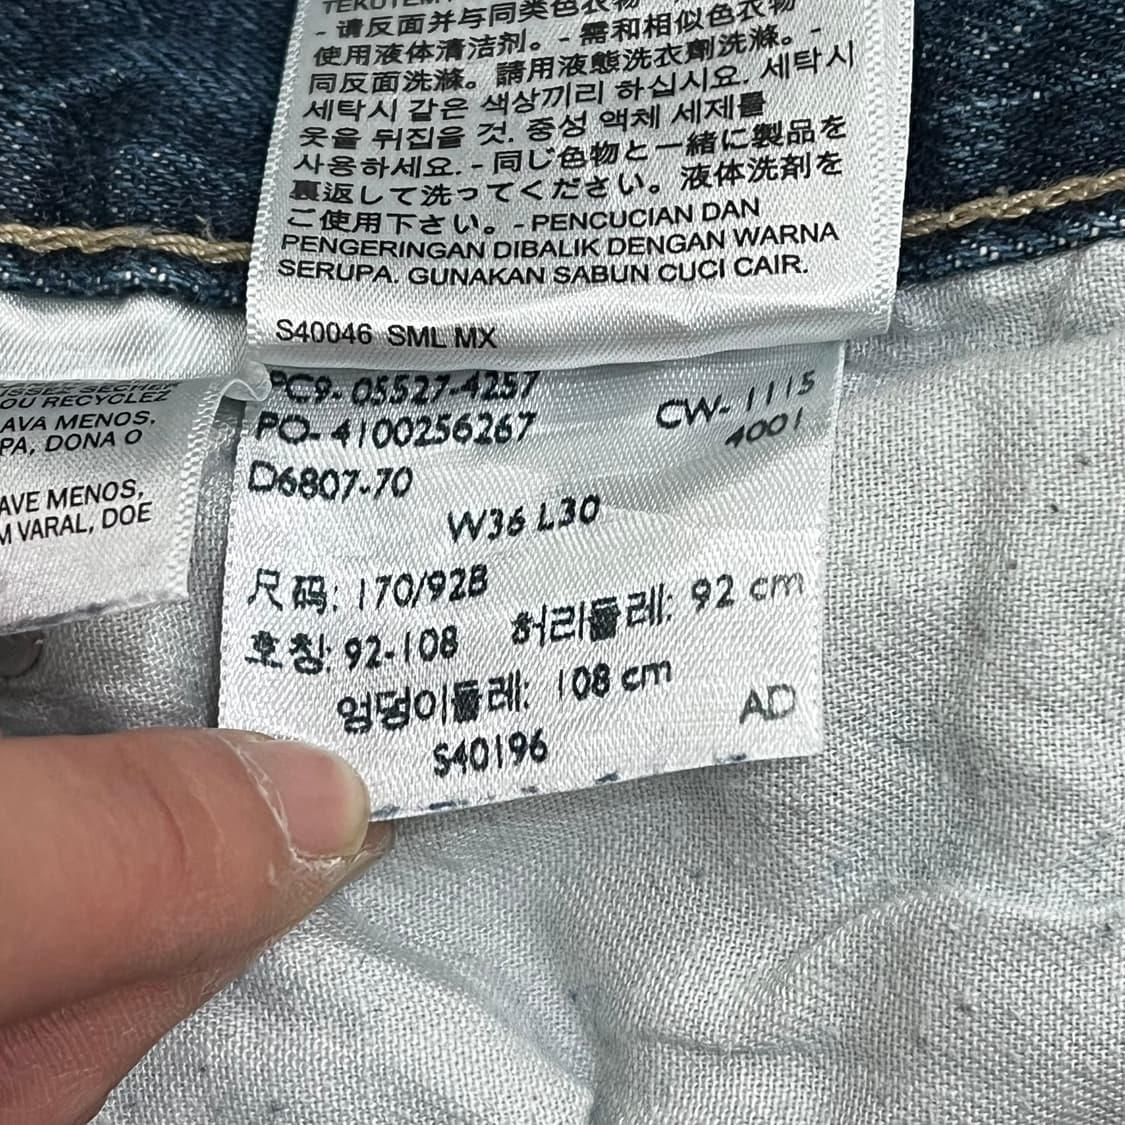 - 请反面并与同类色衣物
使用液体清洁剂。- 需和相似色衣物
同反面洗滌。請用液態洗衣劑洗滌。-
세탁시 같은 색상끼리 하십시요. 세탁시
옷을 뒤집을 것. 중성 액체 세제를
사용하세요. - 同じ色物と一緒に製品を
裏返して洗ってください。液体洗剤を
ご使用下さい。- PENCUCIAN DAN
PENGERINGAN DIBALIK DENGAN WARNA
SERUPA. GUNAKAN SABUN CUCI CAIR.
S40046 SML MX
OU RECYCLEZ
AVA MENOS,
PA, DONA O
AVE MENOS,
M VARAL, DOE
PC9-05527-4257
PO-4100256267
CW-1115
4001
D6807-70
W36 L30
尺码: 170/92B
호칭: 92-108
허리둘레: 92 cm
엉덩이둘레: 108 cm
AD
S40196